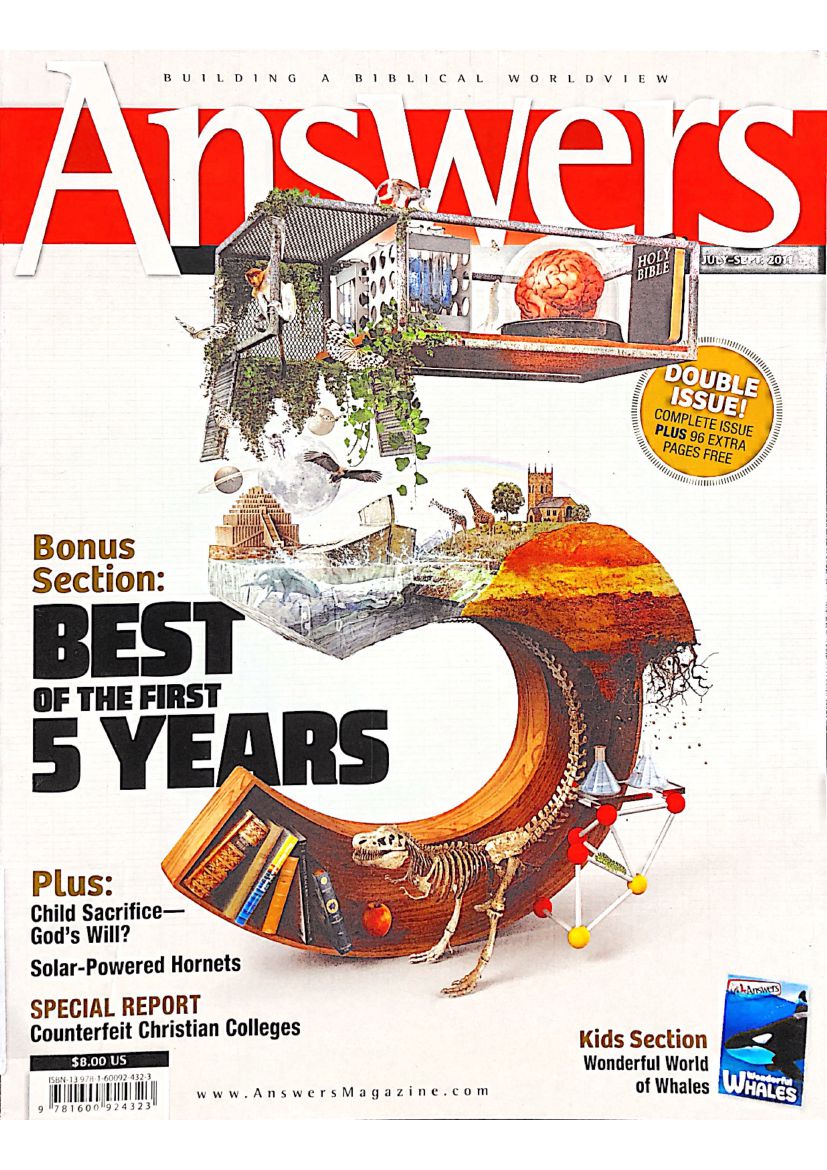 BUILDING A BIBLICAL WORLDVIEW
Answers
JULY–SEPT. 2011
HOLY
BIBLE
DOUBLE
ISSUE!
COMPLETE ISSUE
PLUS 96 EXTRA
PAGES FREE
Bonus
Section:
BEST
OF THE FIRST
5 YEARS
Plus:
Child Sacrifice—
God's Will?
Solar-Powered Hornets
SPECIAL REPORT
Counterfeit Christian Colleges
$8.00 US
ISBN-13 978-1-60092-432-3
9 781600 924323
www.AnswersMagazine.com
Kids Section
Wonderful World
of Whales
Answers
Wonderful
WHALES